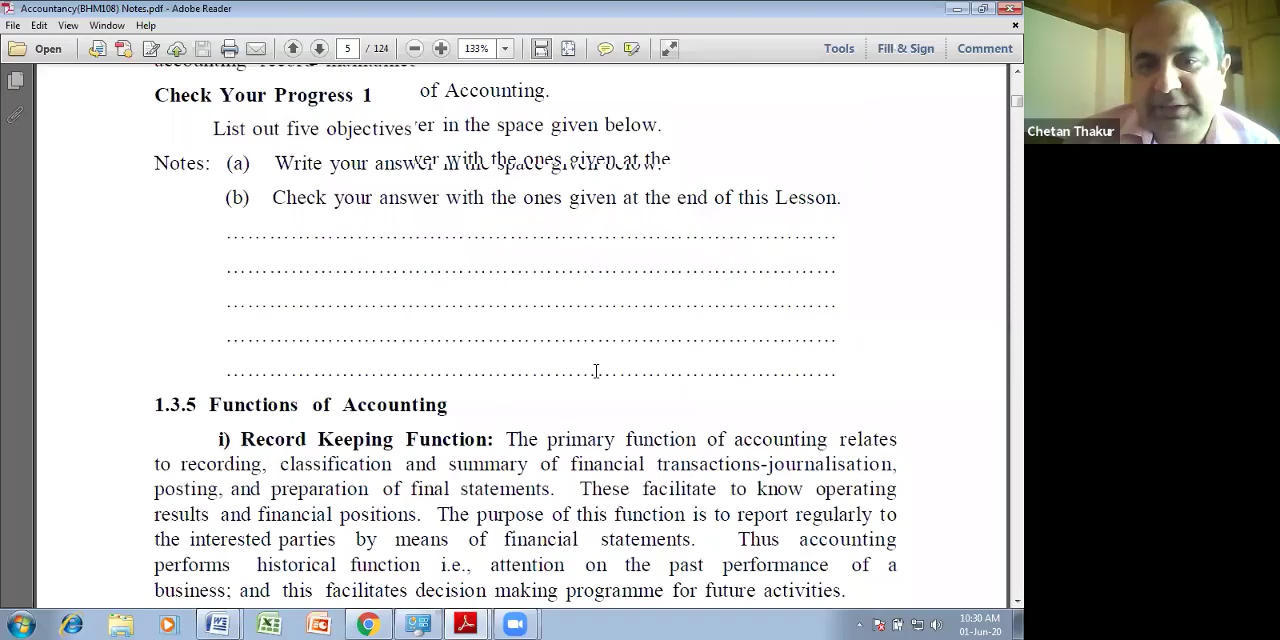 Accountancy(BHM108) Notes.pdf - Adobe Reader
File Edit View Window Help
Open 5 / 124 133% Tools Fill & Sign Comment
Check Your Progress 1 of Accounting.
List out five objectives er in the space given below.
Notes: (a) Write your answer with the ones given at the
(b) Check your answer with the ones given at the end of this Lesson.
1.3.5 Functions of Accounting
i) Record Keeping Function: The primary function of accounting relates
to recording, classification and summary of financial transactions-journalisation,
posting, and preparation of final statements. These facilitate to know operating
results and financial positions. The purpose of this function is to report regularly to
the interested parties by means of financial statements. Thus accounting
performs historical function i.e., attention on the past performance of a
business; and this facilitates decision making programme for future activities.
Chetan Thakur
10:30 AM
01-Jun-20